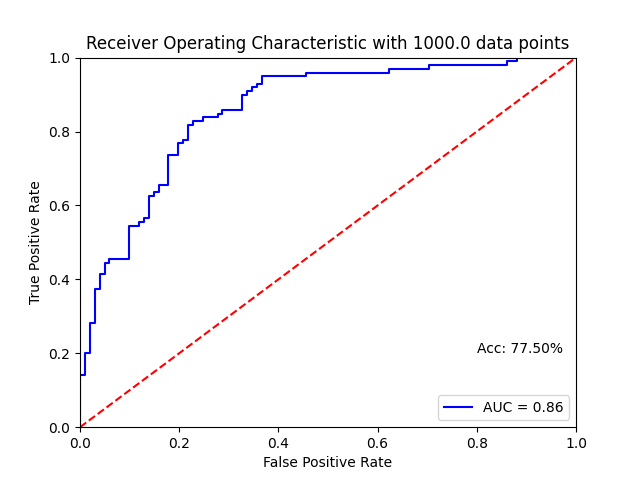 Receiver Operating Characteristic with 1000.0 data points
True Positive Rate
1.0
0.8
0.6
0.4
0.2
0.0
Acc: 77.50%
AUC = 0.86
0.0 0.2 0.4 0.6 0.8 1.0
False Positive Rate